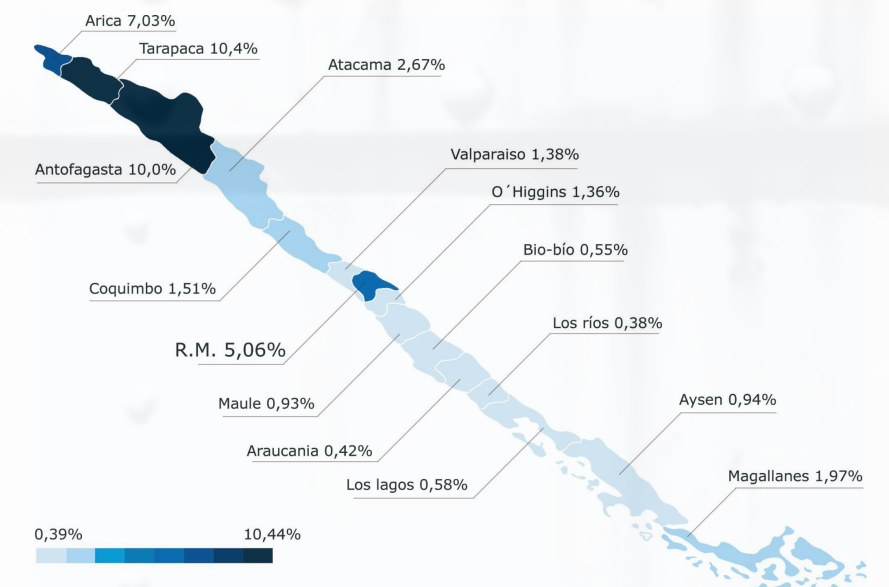 Arica 7,03%
Tarapaca 10,4%
Atacama 2,67%
Valparaiso 1,38%
Antofagasta 10,0%
O´Higgins 1,36%
Bio-bío 0,55%
Coquimbo 1,51%
Los ríos 0,38%
R.M. 5,06%
Aysen 0,94%
Maule 0,93%
Araucania 0,42%
Magallanes 1,97%
Los lagos 0,58%
0,39% 10,44%